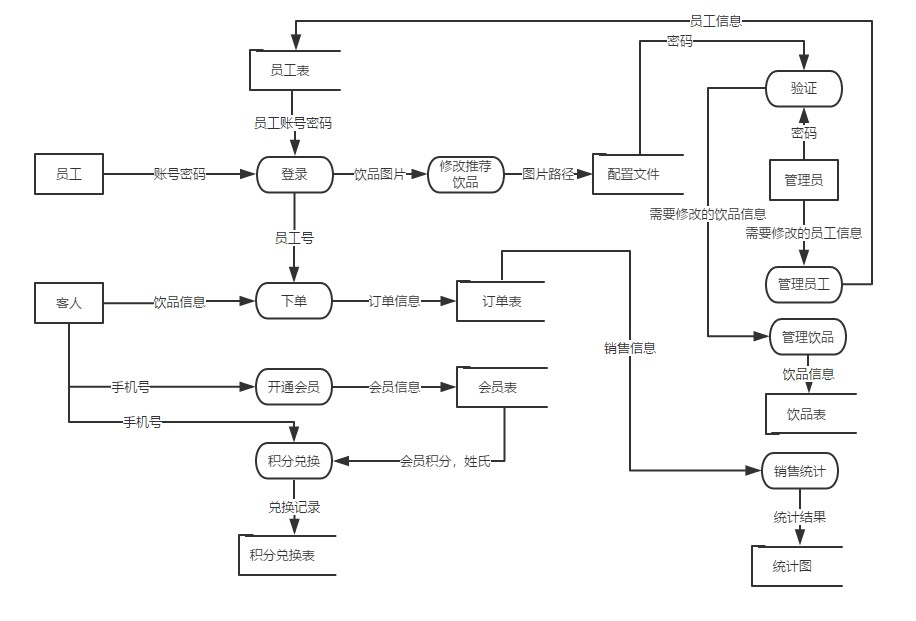 员工信息
密码
员工表
验证
员工账号密码
密码
员工
账号密码
登录
饮品图片
修改推荐
饮品
图片路径
配置文件
管理员
需要修改的饮品信息
需要修改的员工信息
员工号
管理员工
客人
饮品信息
下单
订单信息
订单表
管理饮品
销售信息
饮品信息
手机号
开通会员
会员信息
会员表
饮品表
手机号
积分兑换
会员积分，姓氏
销售统计
兑换记录
统计结果
积分兑换表
统计图